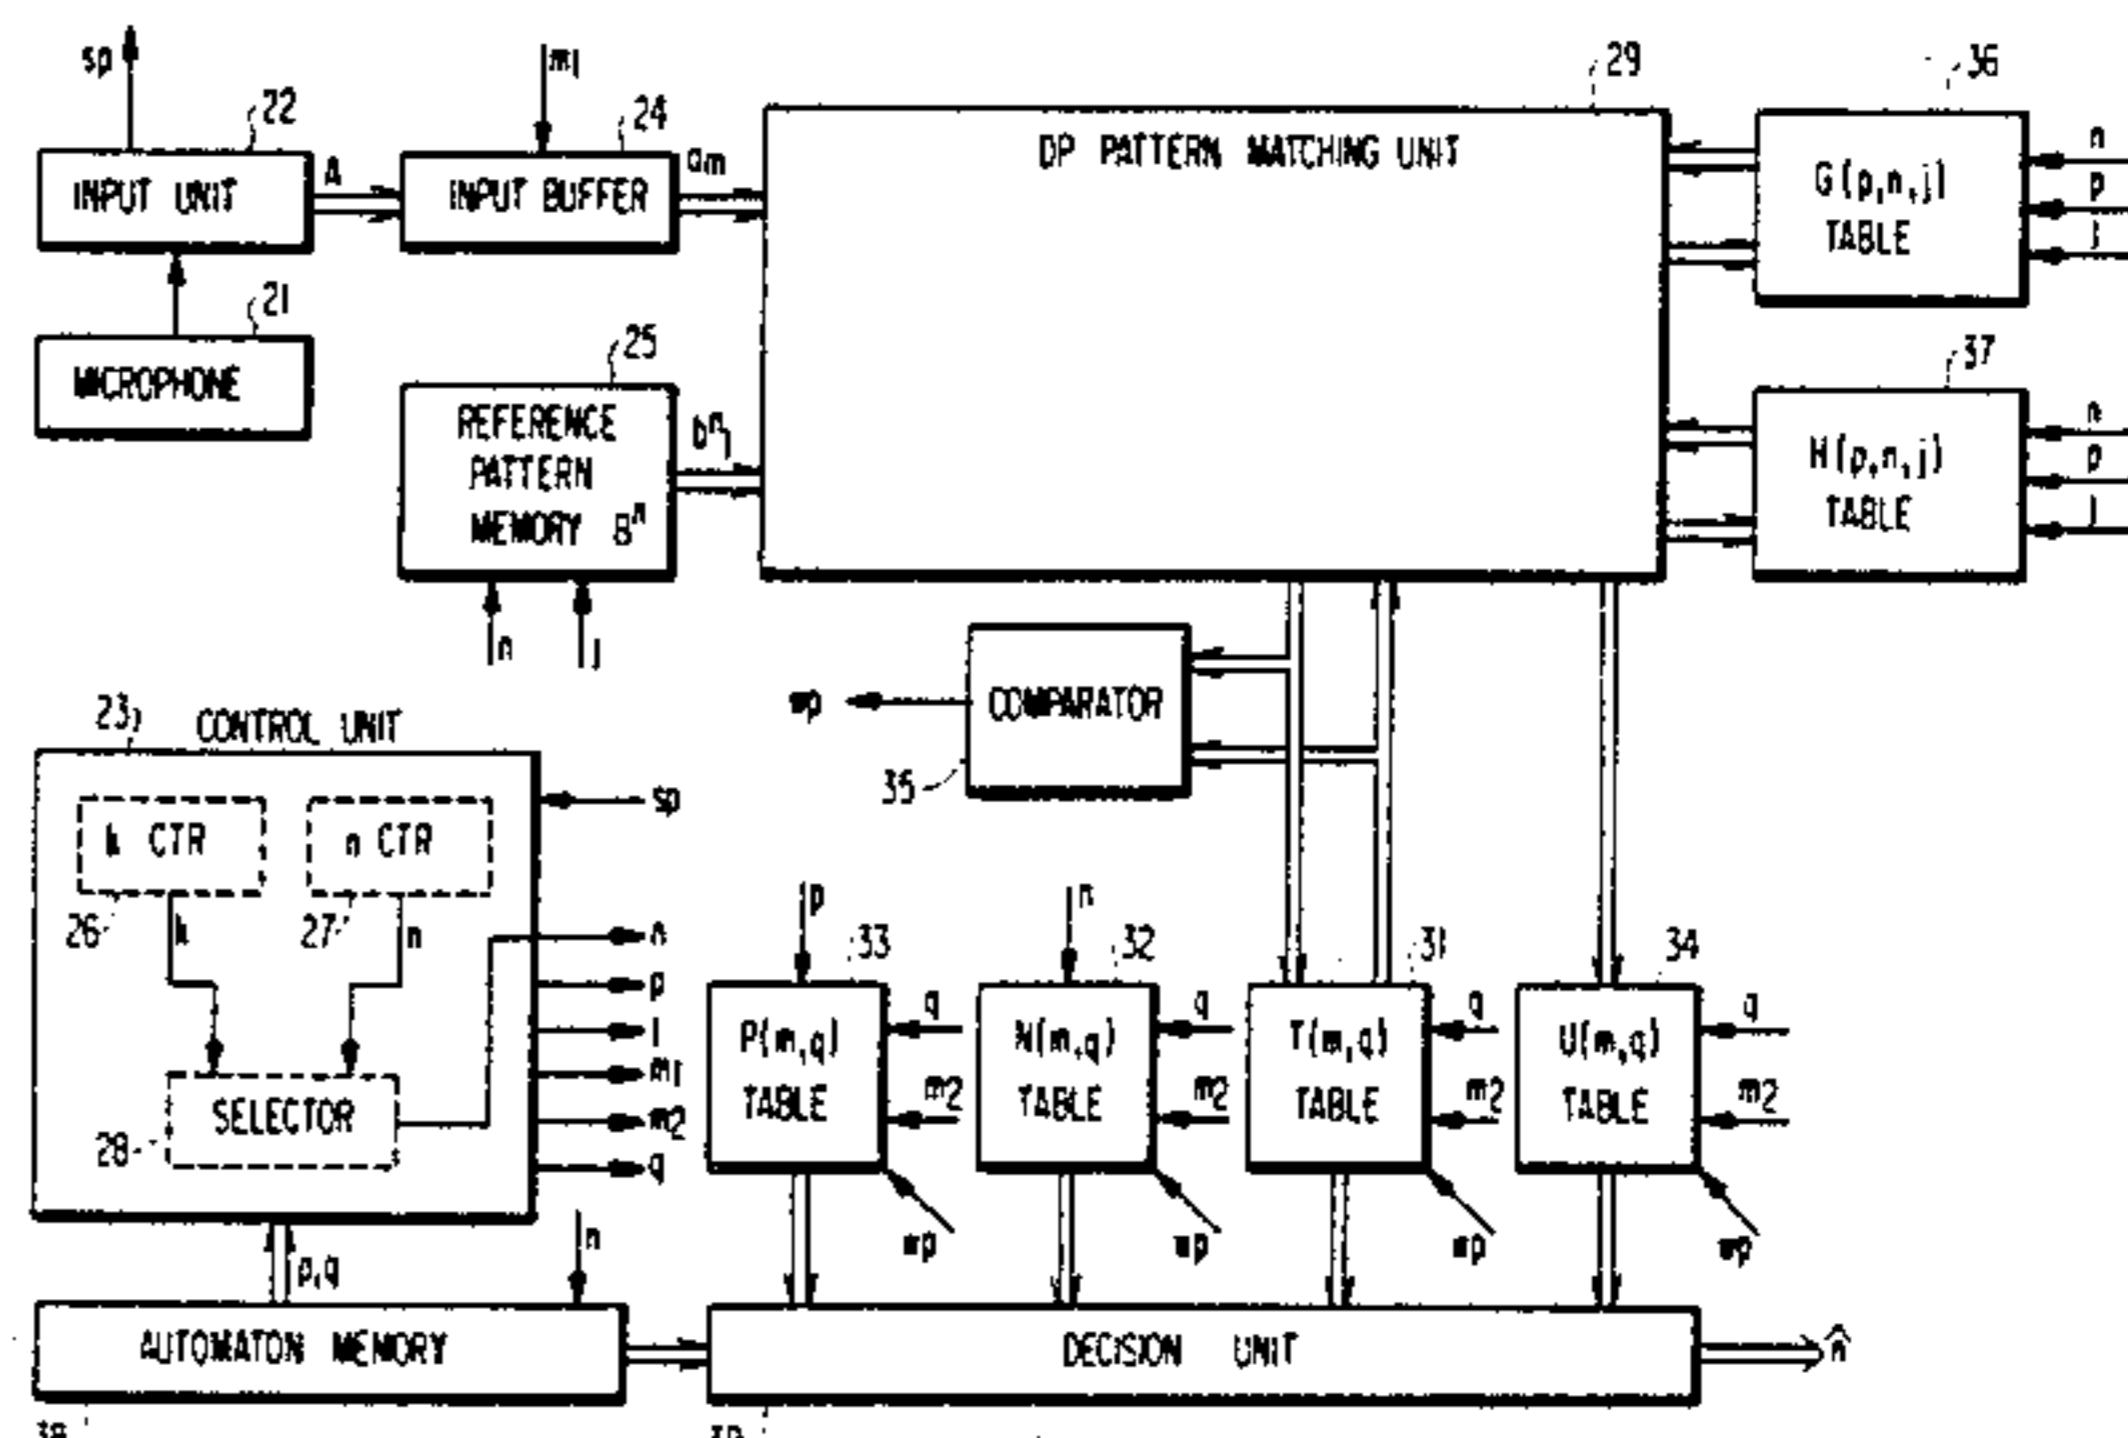 sp
m1
22
24
29
36
INPUT UNIT
A
INPUT BUFFER
am
DP PATTERN MATCHING UNIT
G(p,n,j)
TABLE
n
p
j
21
MICROPHONE
25
REFERENCE
PATTERN
MEMORY B^n
b^n j
37
H(p,n,j)
TABLE
n
p
j
n
j
23
CONTROL UNIT
wp
COMPARATOR
35
sp
k CTR
n CTR
26
k
27
n
n
p
j
m1
m2
q
SELECTOR
28
p
33
n
32
31
34
P(m,q)
TABLE
q
m2
N(m,q)
TABLE
q
m2
T(m,q)
TABLE
q
m2
U(m,q)
TABLE
q
m2
wp
wp
wp
wp
p,q
n
AUTOMATON MEMORY
DECISION UNIT
n̂